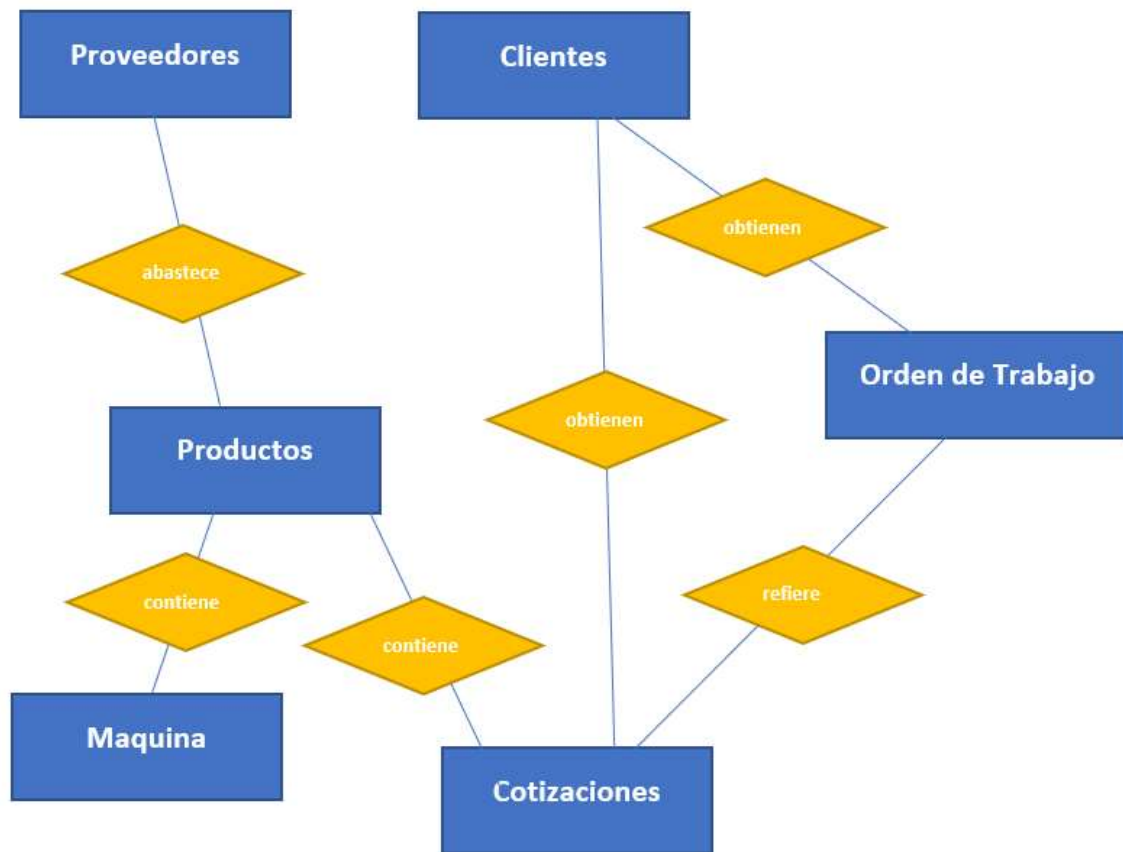 Proveedores
Clientes
obtienen
abastece
Orden de Trabajo
obtienen
Productos
refiere
contiene
contiene
Maquina
Cotizaciones